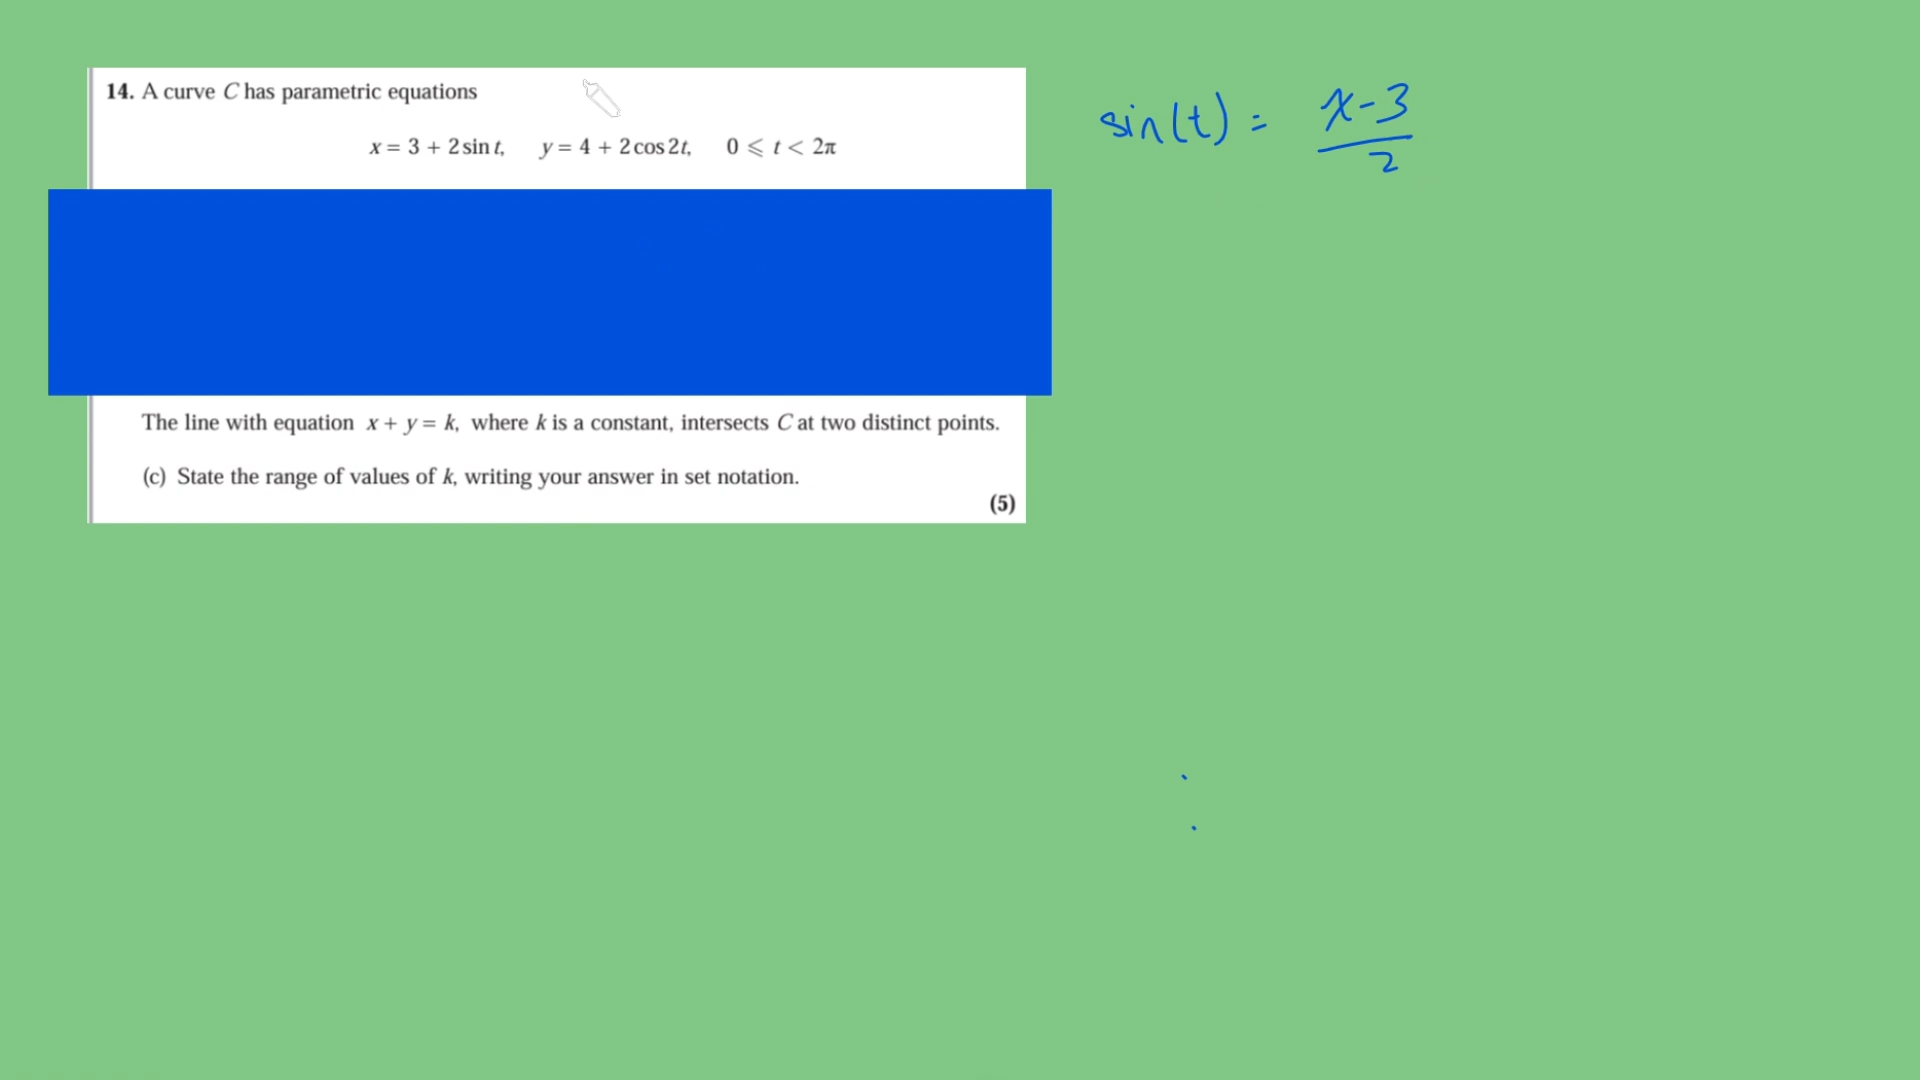 14. A curve C has parametric equations
x = 3 + 2 sin t, y = 4 + 2 cos 2t, 0 ⩽ t < 2π
The line with equation x + y = k, where k is a constant, intersects C at two distinct points.
(c) State the range of values of k, writing your answer in set notation.
(5)
sin(t) = x-3
2